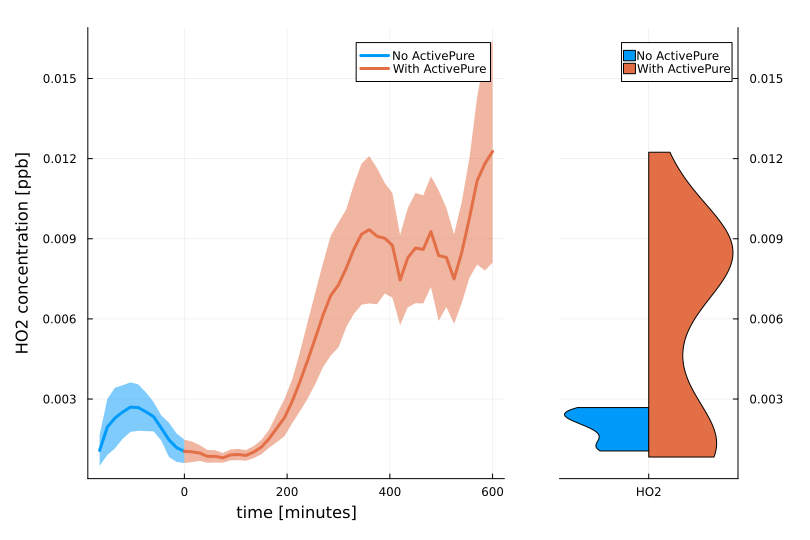 HO2 concentration [ppb]
0.015
0.012
0.009
0.006
0.003
No ActivePure
With ActivePure
0
200
400
600
time [minutes]
No ActivePure
With ActivePure
0.015
0.012
0.009
0.006
0.003
HO2